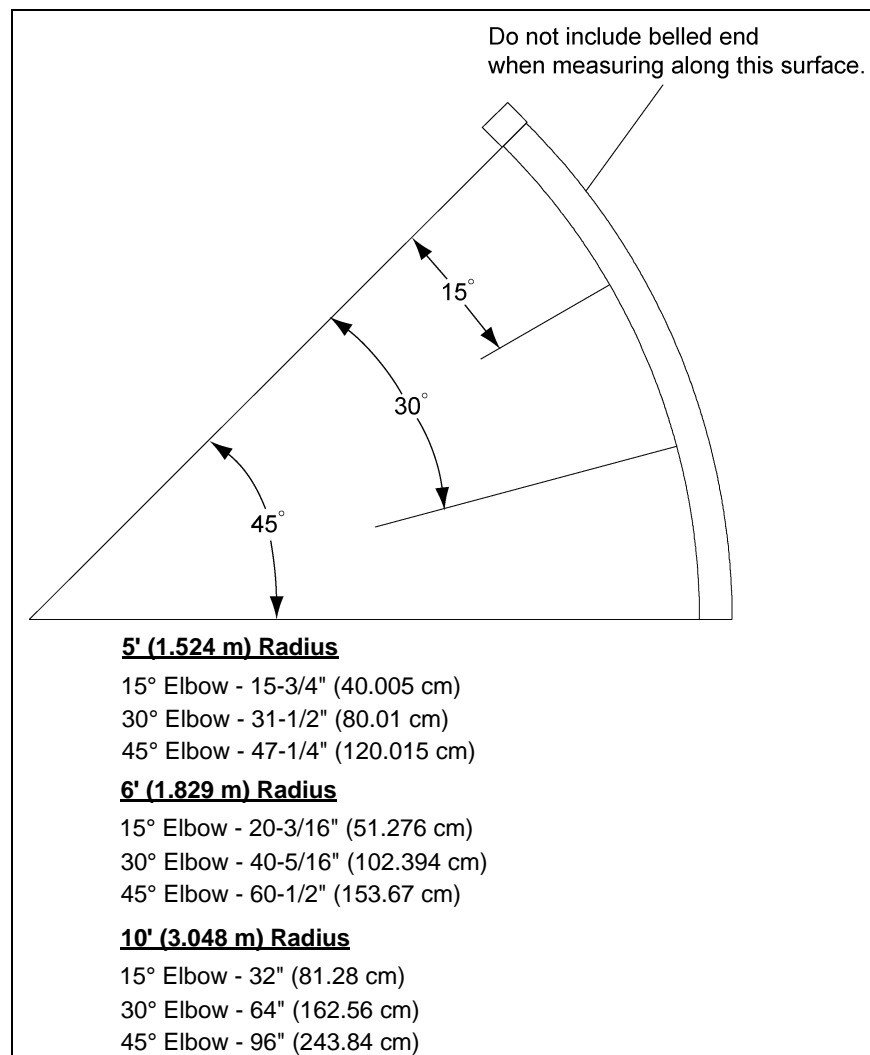 Do not include belled end
when measuring along this surface.
15°
30°
45°
5' (1.524 m) Radius
15° Elbow - 15-3/4" (40.005 cm)
30° Elbow - 31-1/2" (80.01 cm)
45° Elbow - 47-1/4" (120.015 cm)
6' (1.829 m) Radius
15° Elbow - 20-3/16" (51.276 cm)
30° Elbow - 40-5/16" (102.394 cm)
45° Elbow - 60-1/2" (153.67 cm)
10' (3.048 m) Radius
15° Elbow - 32" (81.28 cm)
30° Elbow - 64" (162.56 cm)
45° Elbow - 96" (243.84 cm)